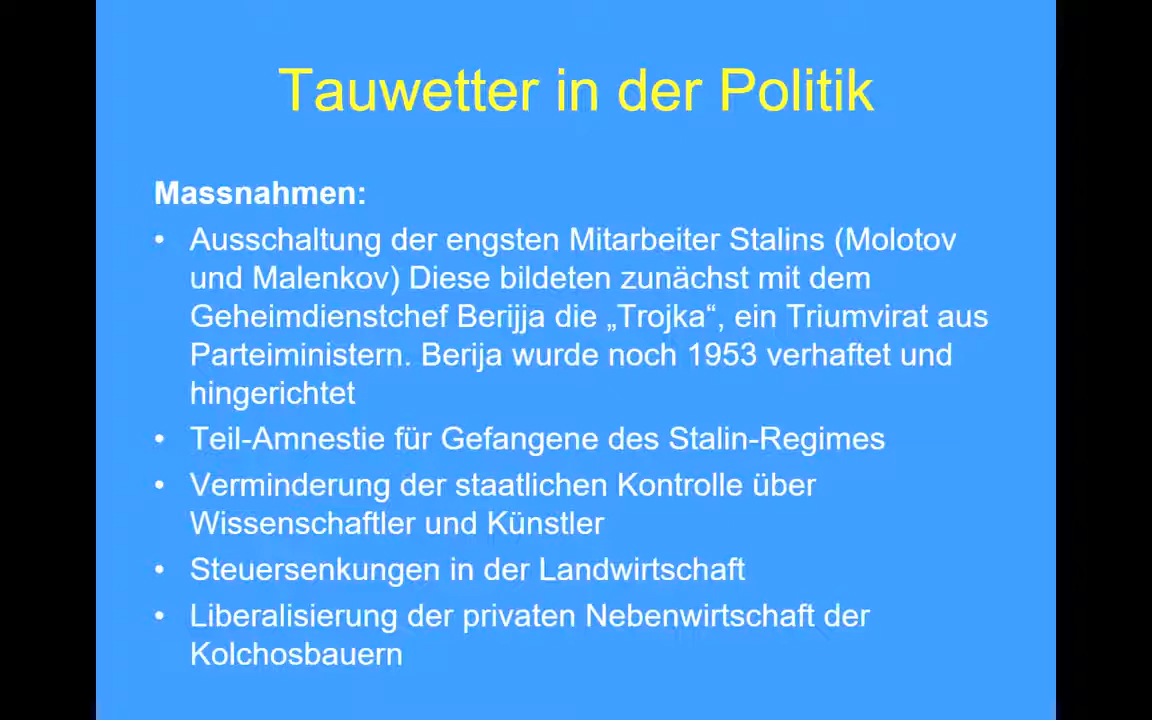 Tauwetter in der Politik
Massnahmen:
• Ausschaltung der engsten Mitarbeiter Stalins (Molotov
und Malenkov) Diese bildeten zunächst mit dem
Geheimdienstchef Berijja die „Trojka“, ein Triumvirat aus
Parteiministern. Berija wurde noch 1953 verhaftet und
hingerichtet
• Teil-Amnestie für Gefangene des Stalin-Regimes
• Verminderung der staatlichen Kontrolle über
Wissenschaftler und Künstler
• Steuersenkungen in der Landwirtschaft
• Liberalisierung der privaten Nebenwirtschaft der
Kolchosbauern